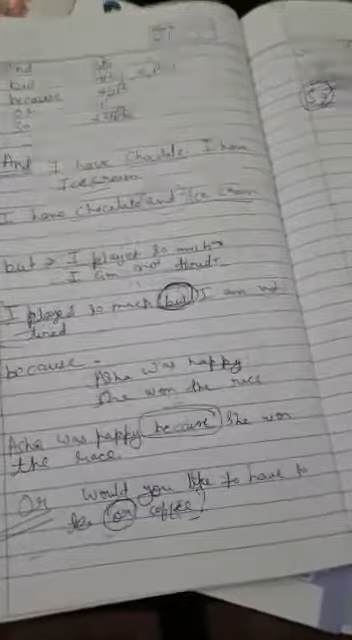 And
but
because
or
so
And I have Chocolate. I have
Icecream
I have chocolate and Ice cream
but → I played so much
I am not tired.
I played so much but I am not
tired
because -
Asha was happy
She won the race
Asha was happy because She won
the race.
Or Would you like to have
or coffee